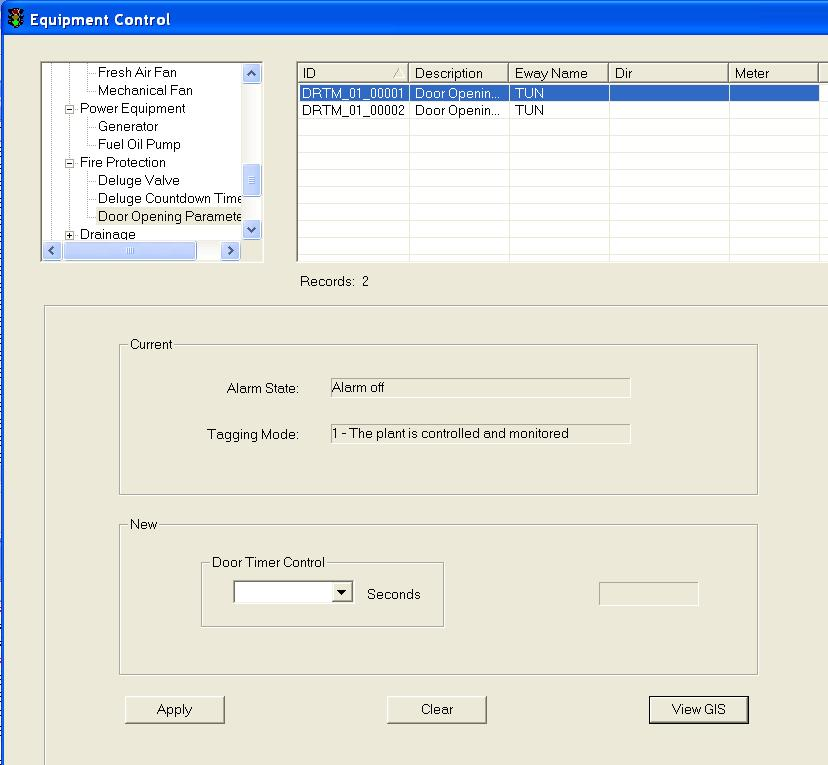 Equipment Control
Fresh Air Fan
Mechanical Fan
Power Equipment
Generator
Fuel Oil Pump
Fire Protection
Deluge Valve
Deluge Countdown Time
Door Opening Paramete
Drainage
ID Description Eway Name Dir Meter
DRTM_01_00001 Door Openin... TUN
DRTM_01_00002 Door Openin... TUN
Records: 2
Current
Alarm State: Alarm off
Tagging Mode: 1 - The plant is controlled and monitored
New
Door Timer Control
Seconds
Apply Clear View GIS